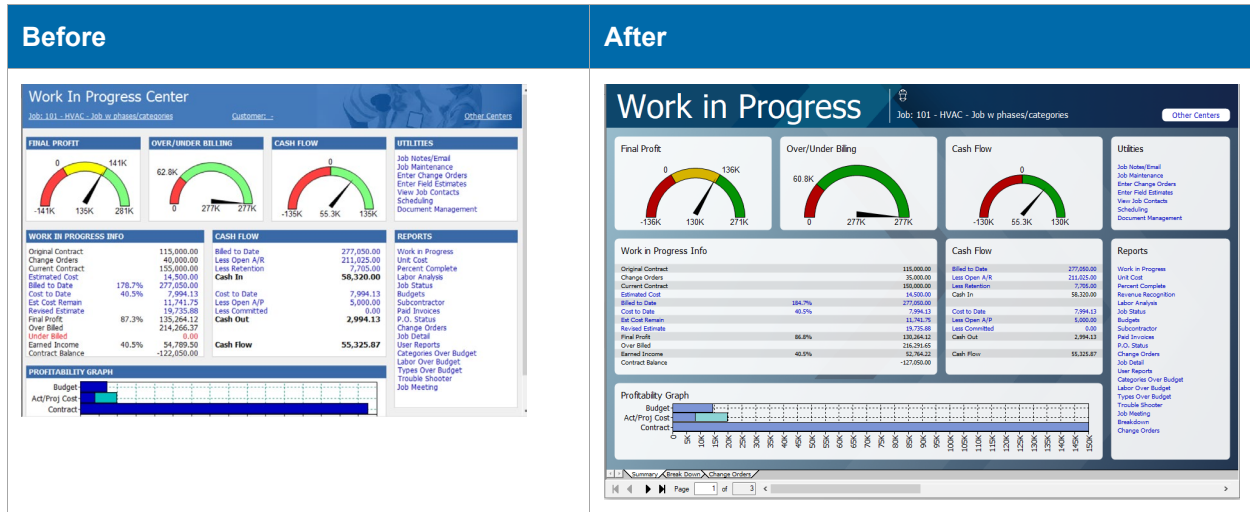 Before
After
Work In Progress Center
Job: 101 - HVAC - Job w phases/categories
Customer: -
Other Centers
FINAL PROFIT
OVER/UNDER BILLING
CASH FLOW
UTILITIES
0
141K
-141K
135K
281K
62.8K
0
277K
277K
0
-135K
55.3K
135K
Job Notes/Email
Job Maintenance
Enter Change Orders
Enter Field Estimates
View Job Contacts
Scheduling
Document Management
WORK IN PROGRESS INFO
Original Contract 115,000.00
Change Orders 40,000.00
Current Contract 155,000.00
Estimated Cost 14,500.00
Billed to Date 178.7% 277,050.00
Cost to Date 40.5% 7,994.13
Est Cost Remain 11,741.75
Revised Estimate 19,735.88
Final Profit 87.3% 135,264.12
Over Billed 214,266.37
Under Billed 0.00
Earned Income 40.5% 54,789.50
Contract Balance -122,050.00
CASH FLOW
Billed to Date 277,050.00
Less Open A/R 211,025.00
Less Retention 7,705.00
Cash In 58,320.00
Cost to Date 7,994.13
Less Open A/P 5,000.00
Less Committed 0.00
Cash Out 2,994.13
Cash Flow 55,325.87
REPORTS
Work in Progress
Unit Cost
Percent Complete
Labor Analysis
Job Status
Budgets
Subcontractor
Paid Invoices
P.O. Status
Change Orders
Job Detail
User Reports
Categories Over Budget
Labor Over Budget
Types Over Budget
Trouble Shooter
Job Meeting
PROFITABILITY GRAPH
Budget
Act/Proj Cost
Contract
Work in Progress
Job: 101 - HVAC - Job w phases/categories
Other Centers
Final Profit
Over/Under Biling
Cash Flow
Utilities
0
136K
-136K
130K
271K
60.8K
0
277K
277K
0
-130K
55.3K
130K
Job Notes/Email
Job Maintenance
Enter Change Orders
Enter Field Estimates
View Job Contacts
Scheduling
Document Management
Work in Progress Info
Original Contract 115,000.00
Change Orders 35,000.00
Current Contract 150,000.00
Estimated Cost 14,500.00
Billed to Date 184.7% 277,050.00
Cost to Date 40.5% 7,994.13
Est Cost Remain 11,741.75
Revised Estimate 19,735.88
Final Profit 86.8% 130,264.12
Over Billed 216,291.65
Earned Income 40.5% 52,764.22
Contract Balance -127,050.00
Cash Flow
Billed to Date 277,050.00
Less Open A/R 211,025.00
Less Retention 7,705.00
Cash In 58,320.00
Cost to Date 7,994.13
Less Open A/P 5,000.00
Less Committed 0.00
Cash Out 2,994.13
Cash Flow 55,325.87
Reports
Work in Progress
Unit Cost
Percent Complete
Revenue Recognition
Labor Analysis
Job Status
Budgets
Subcontractor
Paid Invoices
P.O. Status
Change Orders
Job Detail
User Reports
Categories Over Budget
Labor Over Budget
Types Over Budget
Trouble Shooter
Job Meeting
Breakdown
Change Orders
Profitability Graph
Budget
Act/Proj Cost
Contract
0 5K 10K 15K 20K 25K 30K 35K 40K 45K 50K 55K 60K 65K 70K 75K 80K 85K 90K 95K 100K 105K 110K 115K 120K 125K 130K 135K 140K 145K 150K
Summary Break Down Change Orders
Page 1 of 3